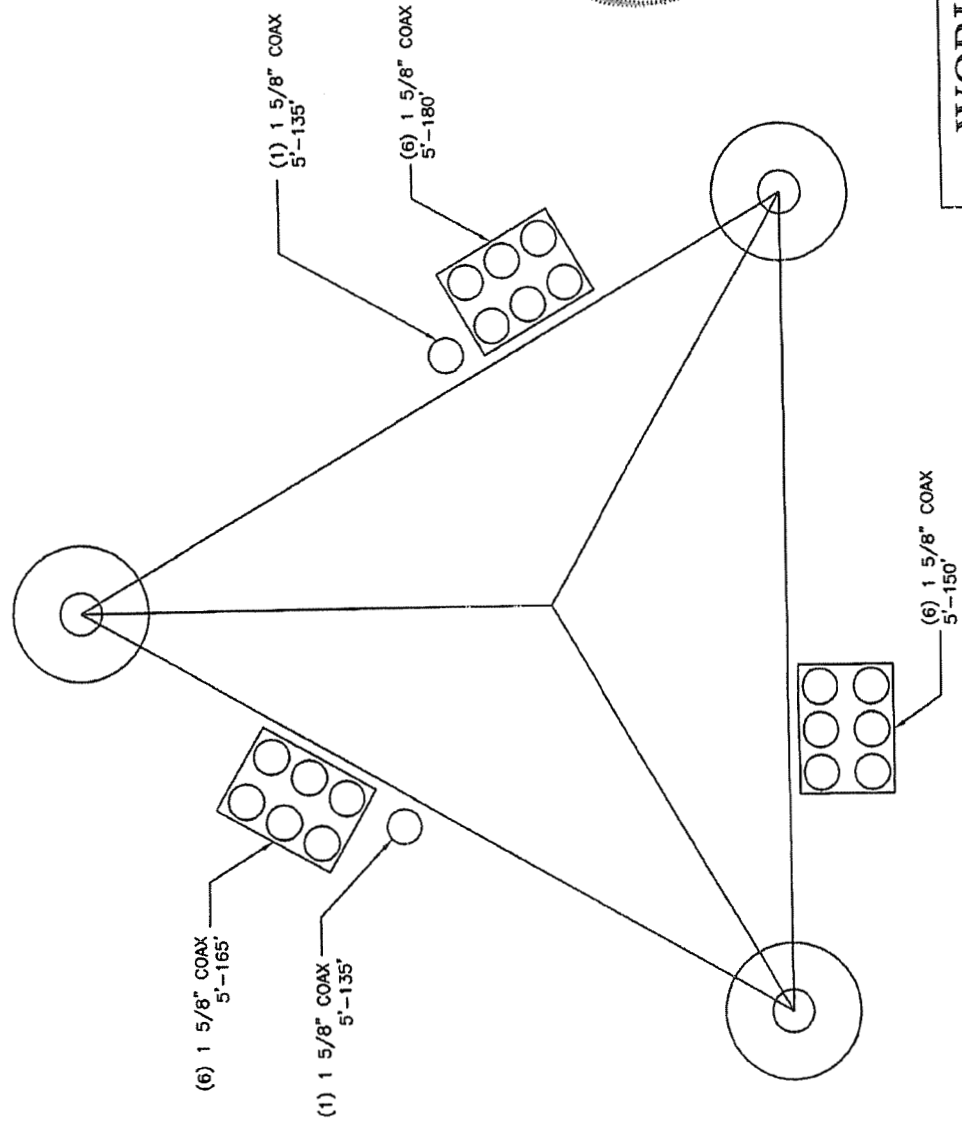 (1) 1 5/8" COAX
5'-135'
(6) 1 5/8" COAX
5'-180'
(6) 1 5/8" COAX
5'-165'
(1) 1 5/8" COAX
5'-135'
(6) 1 5/8" COAX
5'-150'